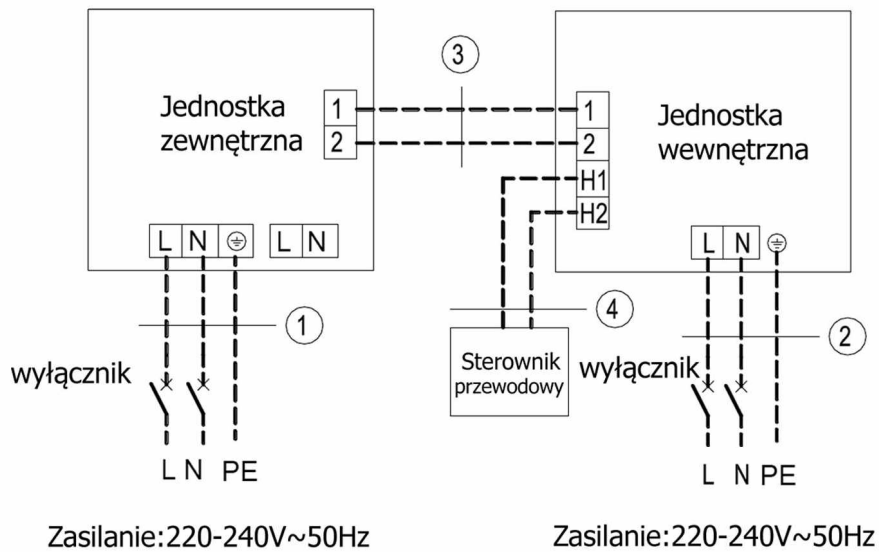 3
Jednostka
zewnętrzna
1
2
1
2
H1
H2
Jednostka
wewnętrzna
L N
L N
L N
1
4
2
wyłącznik
Sterownik
przewodowy
wyłącznik
L N PE
L N PE
Zasilanie:220-240V~50Hz
Zasilanie:220-240V~50Hz